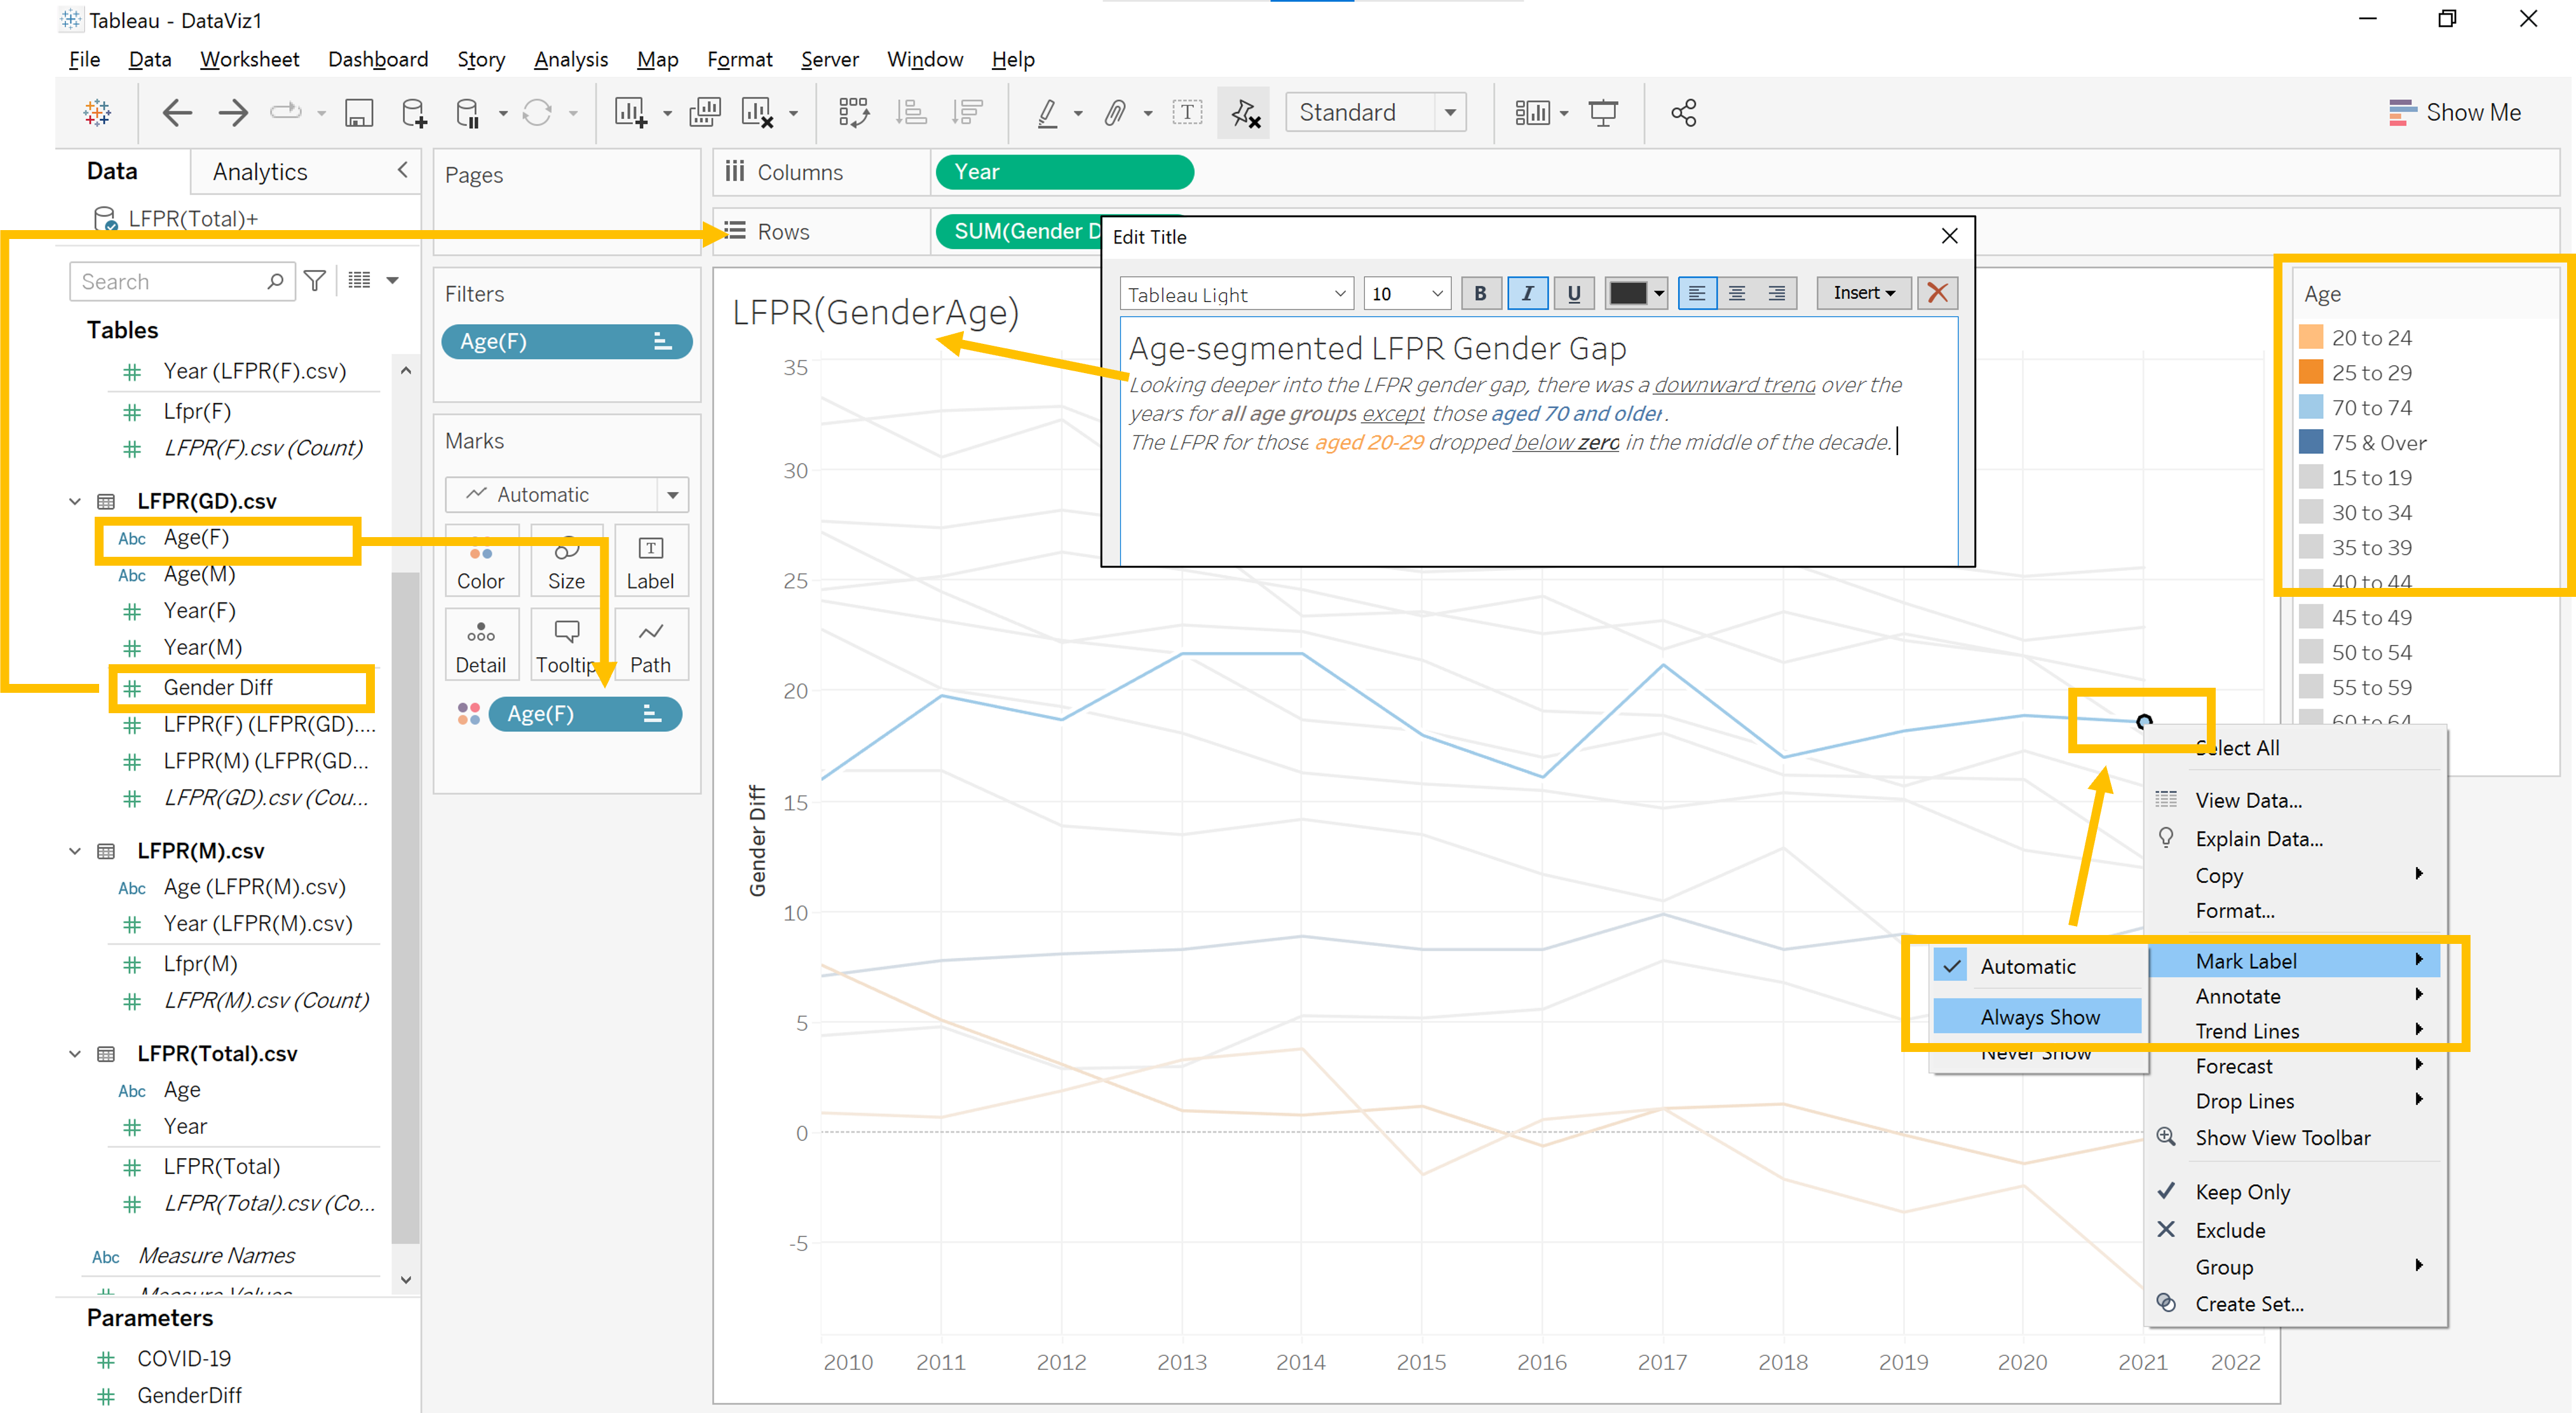 Tableau - DataViz1
File Data Worksheet Dashboard Story Analysis Map Format Server Window Help
Standard
Show Me
Data Analytics
LFPR(Total)+
Search
Tables
Year (LFPR(F).csv)
Lfpr(F)
LFPR(F).csv (Count)
LFPR(GD).csv
Abc Age(F)
Abc Age(M)
Year(F)
Year(M)
Gender Diff
LFPR(F) (LFPR(GD)....
LFPR(M) (LFPR(GD...
LFPR(GD).csv (Cou...
LFPR(M).csv
Abc Age (LFPR(M).csv)
Year (LFPR(M).csv)
Lfpr(M)
LFPR(M).csv (Count)
LFPR(Total).csv
Abc Age
Year
LFPR(Total)
LFPR(Total).csv (Co...
Abc Measure Names
Measure Values
Parameters
COVID-19
GenderDiff
Pages
Filters
Age(F)
Marks
Automatic
Color Size Label
Detail Tooltip Path
Age(F)
Columns Year
Rows SUM(Gender D
LFPR(GenderAge)
Edit Title
Tableau Light 10 B I U Insert
Age-segmented LFPR Gender Gap
Looking deeper into the LFPR gender gap, there was a downward trend over the
years for all age groups except those aged 70 and older.
The LFPR for those aged 20-29 dropped below zero in the middle of the decade.
Gender Diff
35
30
25
20
15
10
5
0
-5
2010 2011 2012 2013 2014 2015 2016 2017 2018 2019 2020 2021 2022
Age
20 to 24
25 to 29
70 to 74
75 & Over
15 to 19
30 to 34
35 to 39
40 to 44
45 to 49
50 to 54
55 to 59
60 to 64
Select All
View Data...
Explain Data...
Copy
Format...
Mark Label
Annotate
Trend Lines
Forecast
Drop Lines
Show View Toolbar
Keep Only
Exclude
Group
Create Set...
Automatic
Always Show
Never Show